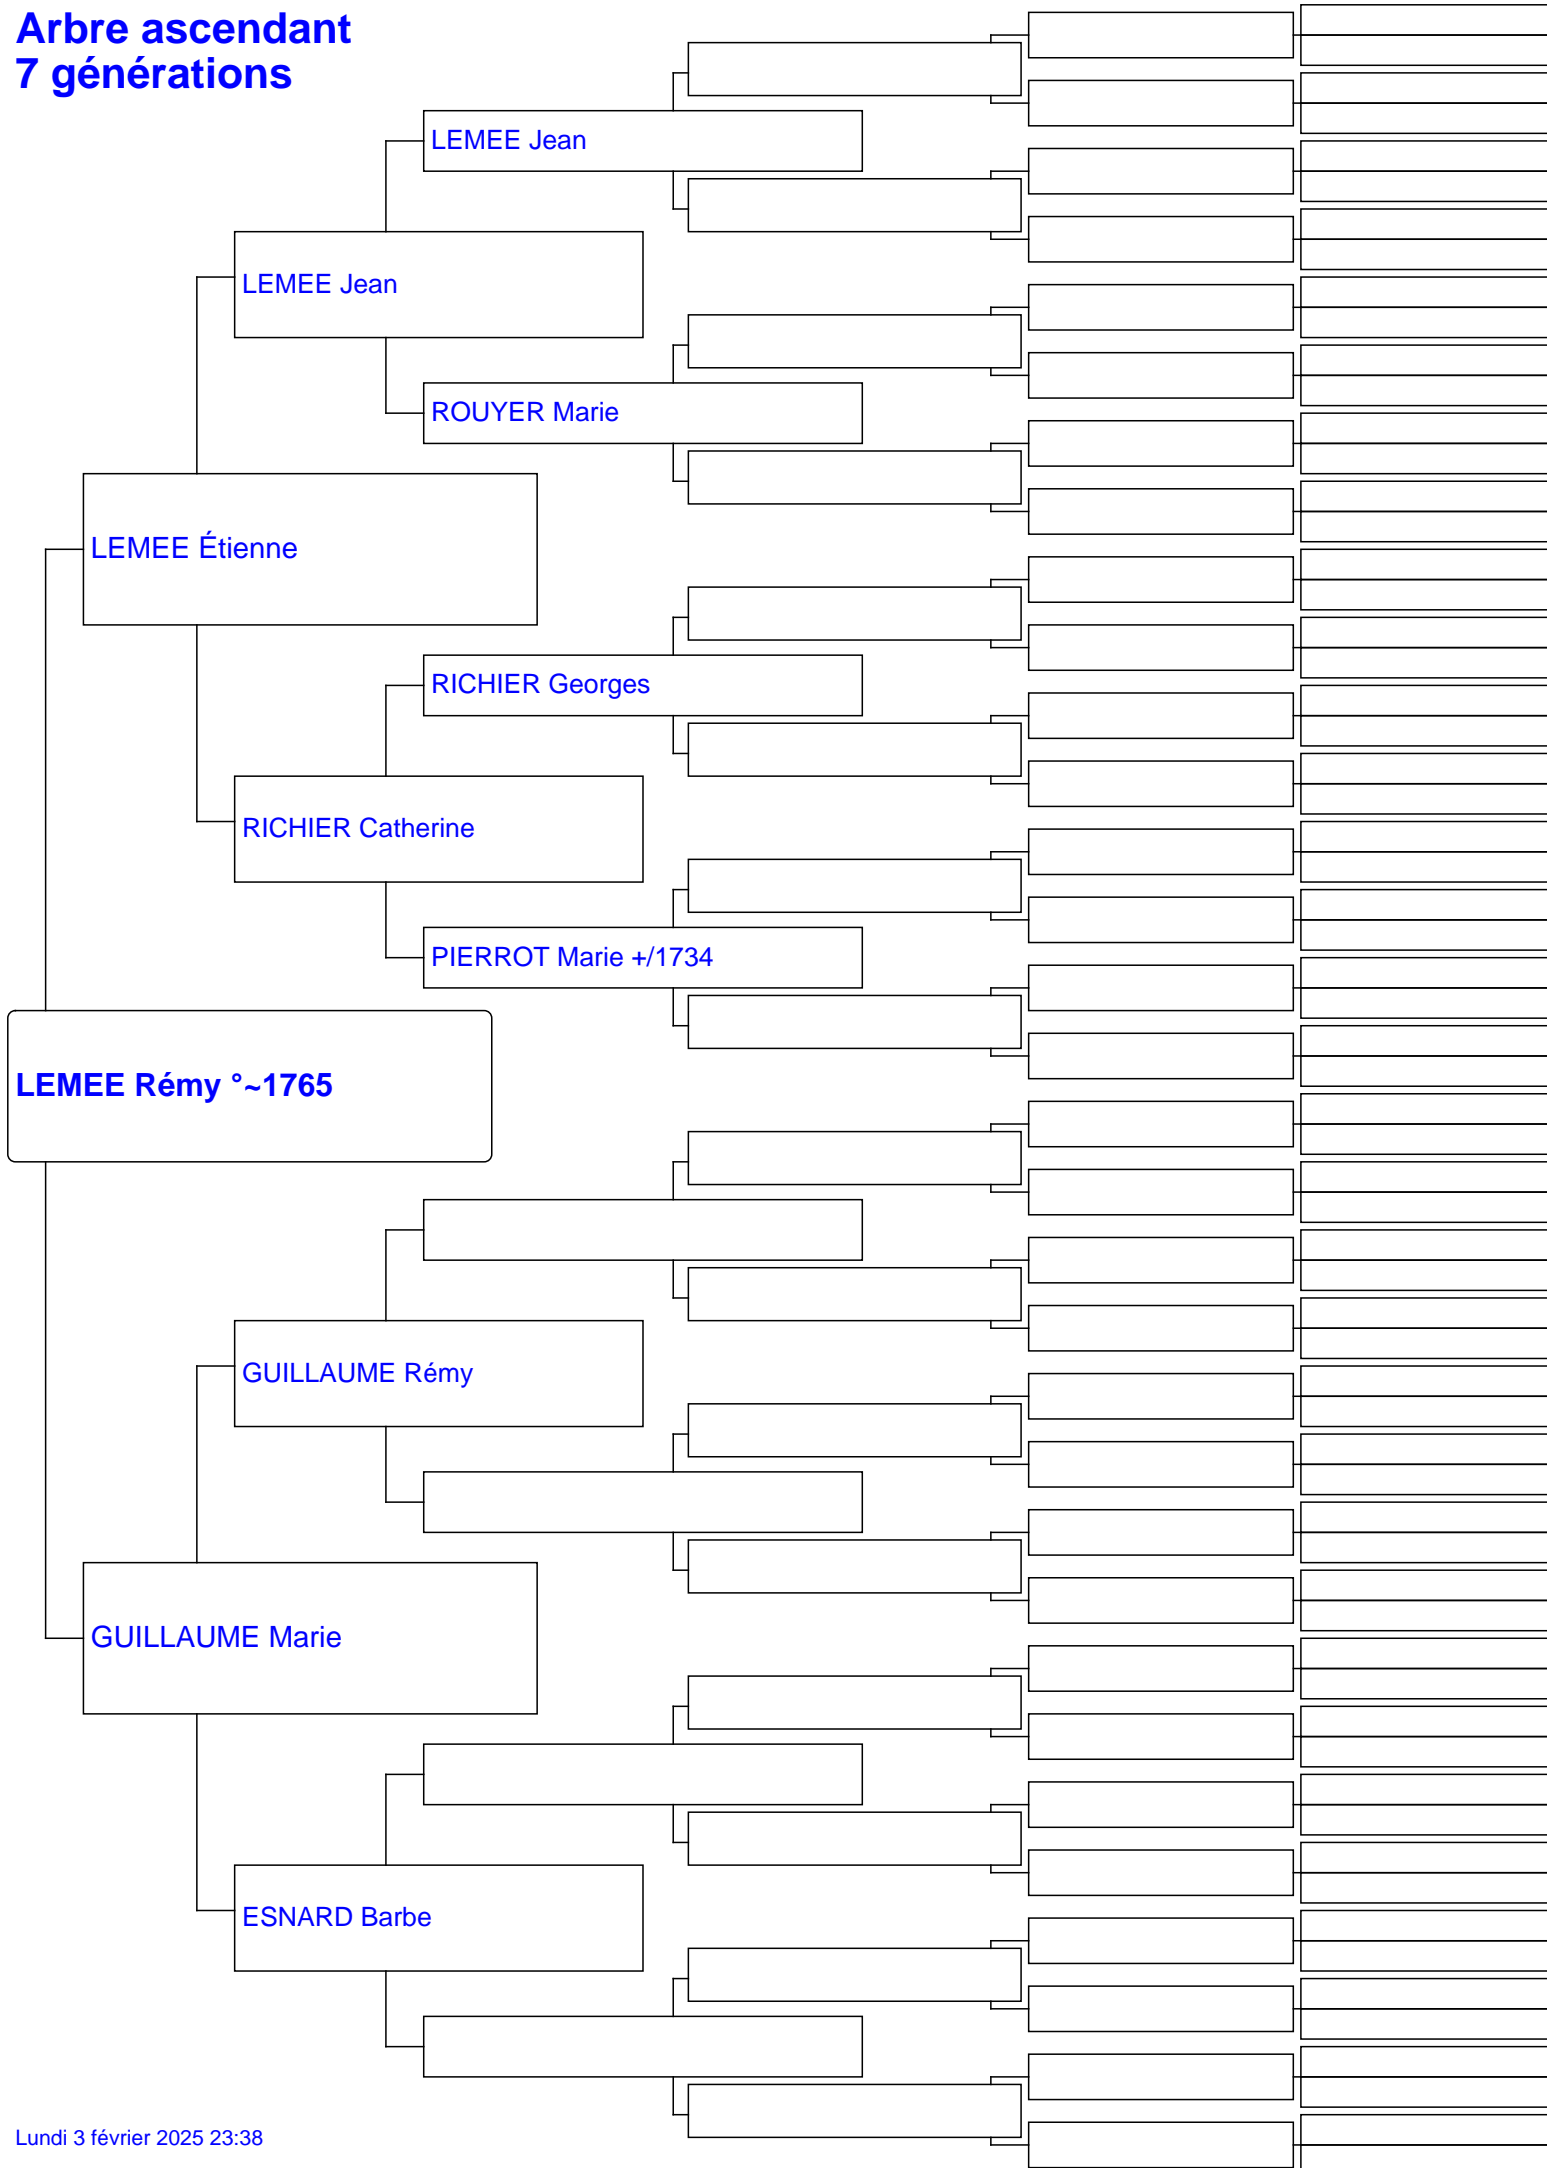 Arbre ascendant
7 générations
LEMEE Jean
LEMEE Jean
ROUYER Marie
LEMEE Étienne
RICHIER Georges
RICHIER Catherine
PIERROT Marie +/1734
LEMEE Rémy °~1765
GUILLAUME Rémy
GUILLAUME Marie
ESNARD Barbe
Lundi 3 février 2025 23:38